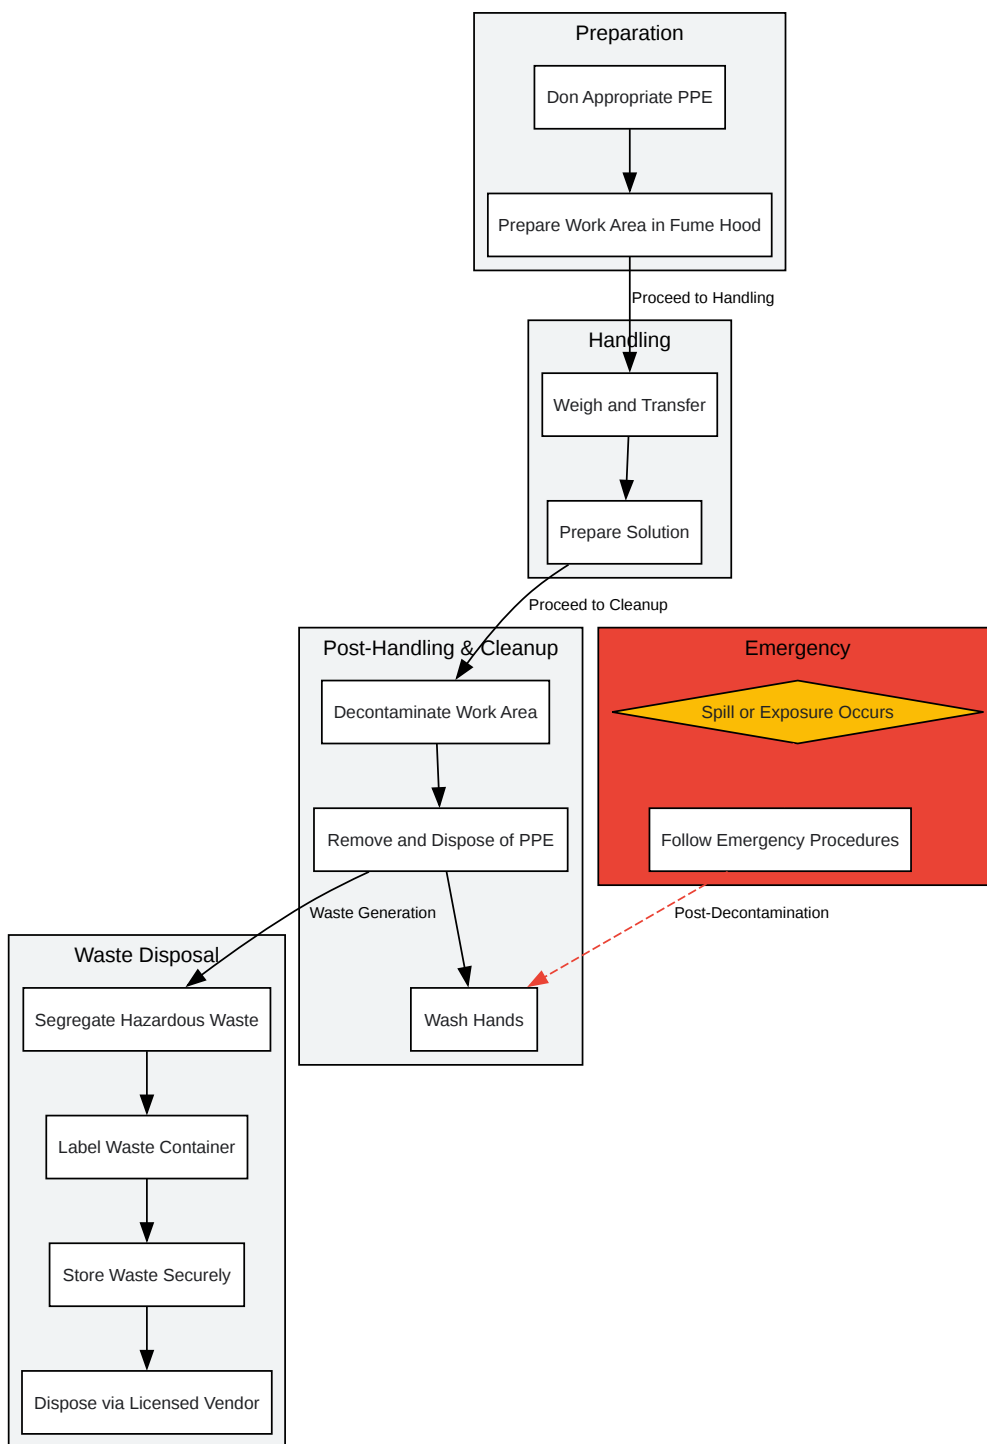 Preparation
Don Appropriate PPE
Prepare Work Area in Fume Hood
Proceed to Handling
Handling
Weigh and Transfer
Prepare Solution
Proceed to Cleanup
Post-Handling & Cleanup
Decontaminate Work Area
Remove and Dispose of PPE
Emergency
Spill or Exposure Occurs
Follow Emergency Procedures
Waste Generation
Post-Decontamination
Wash Hands
Waste Disposal
Segregate Hazardous Waste
Label Waste Container
Store Waste Securely
Dispose via Licensed Vendor